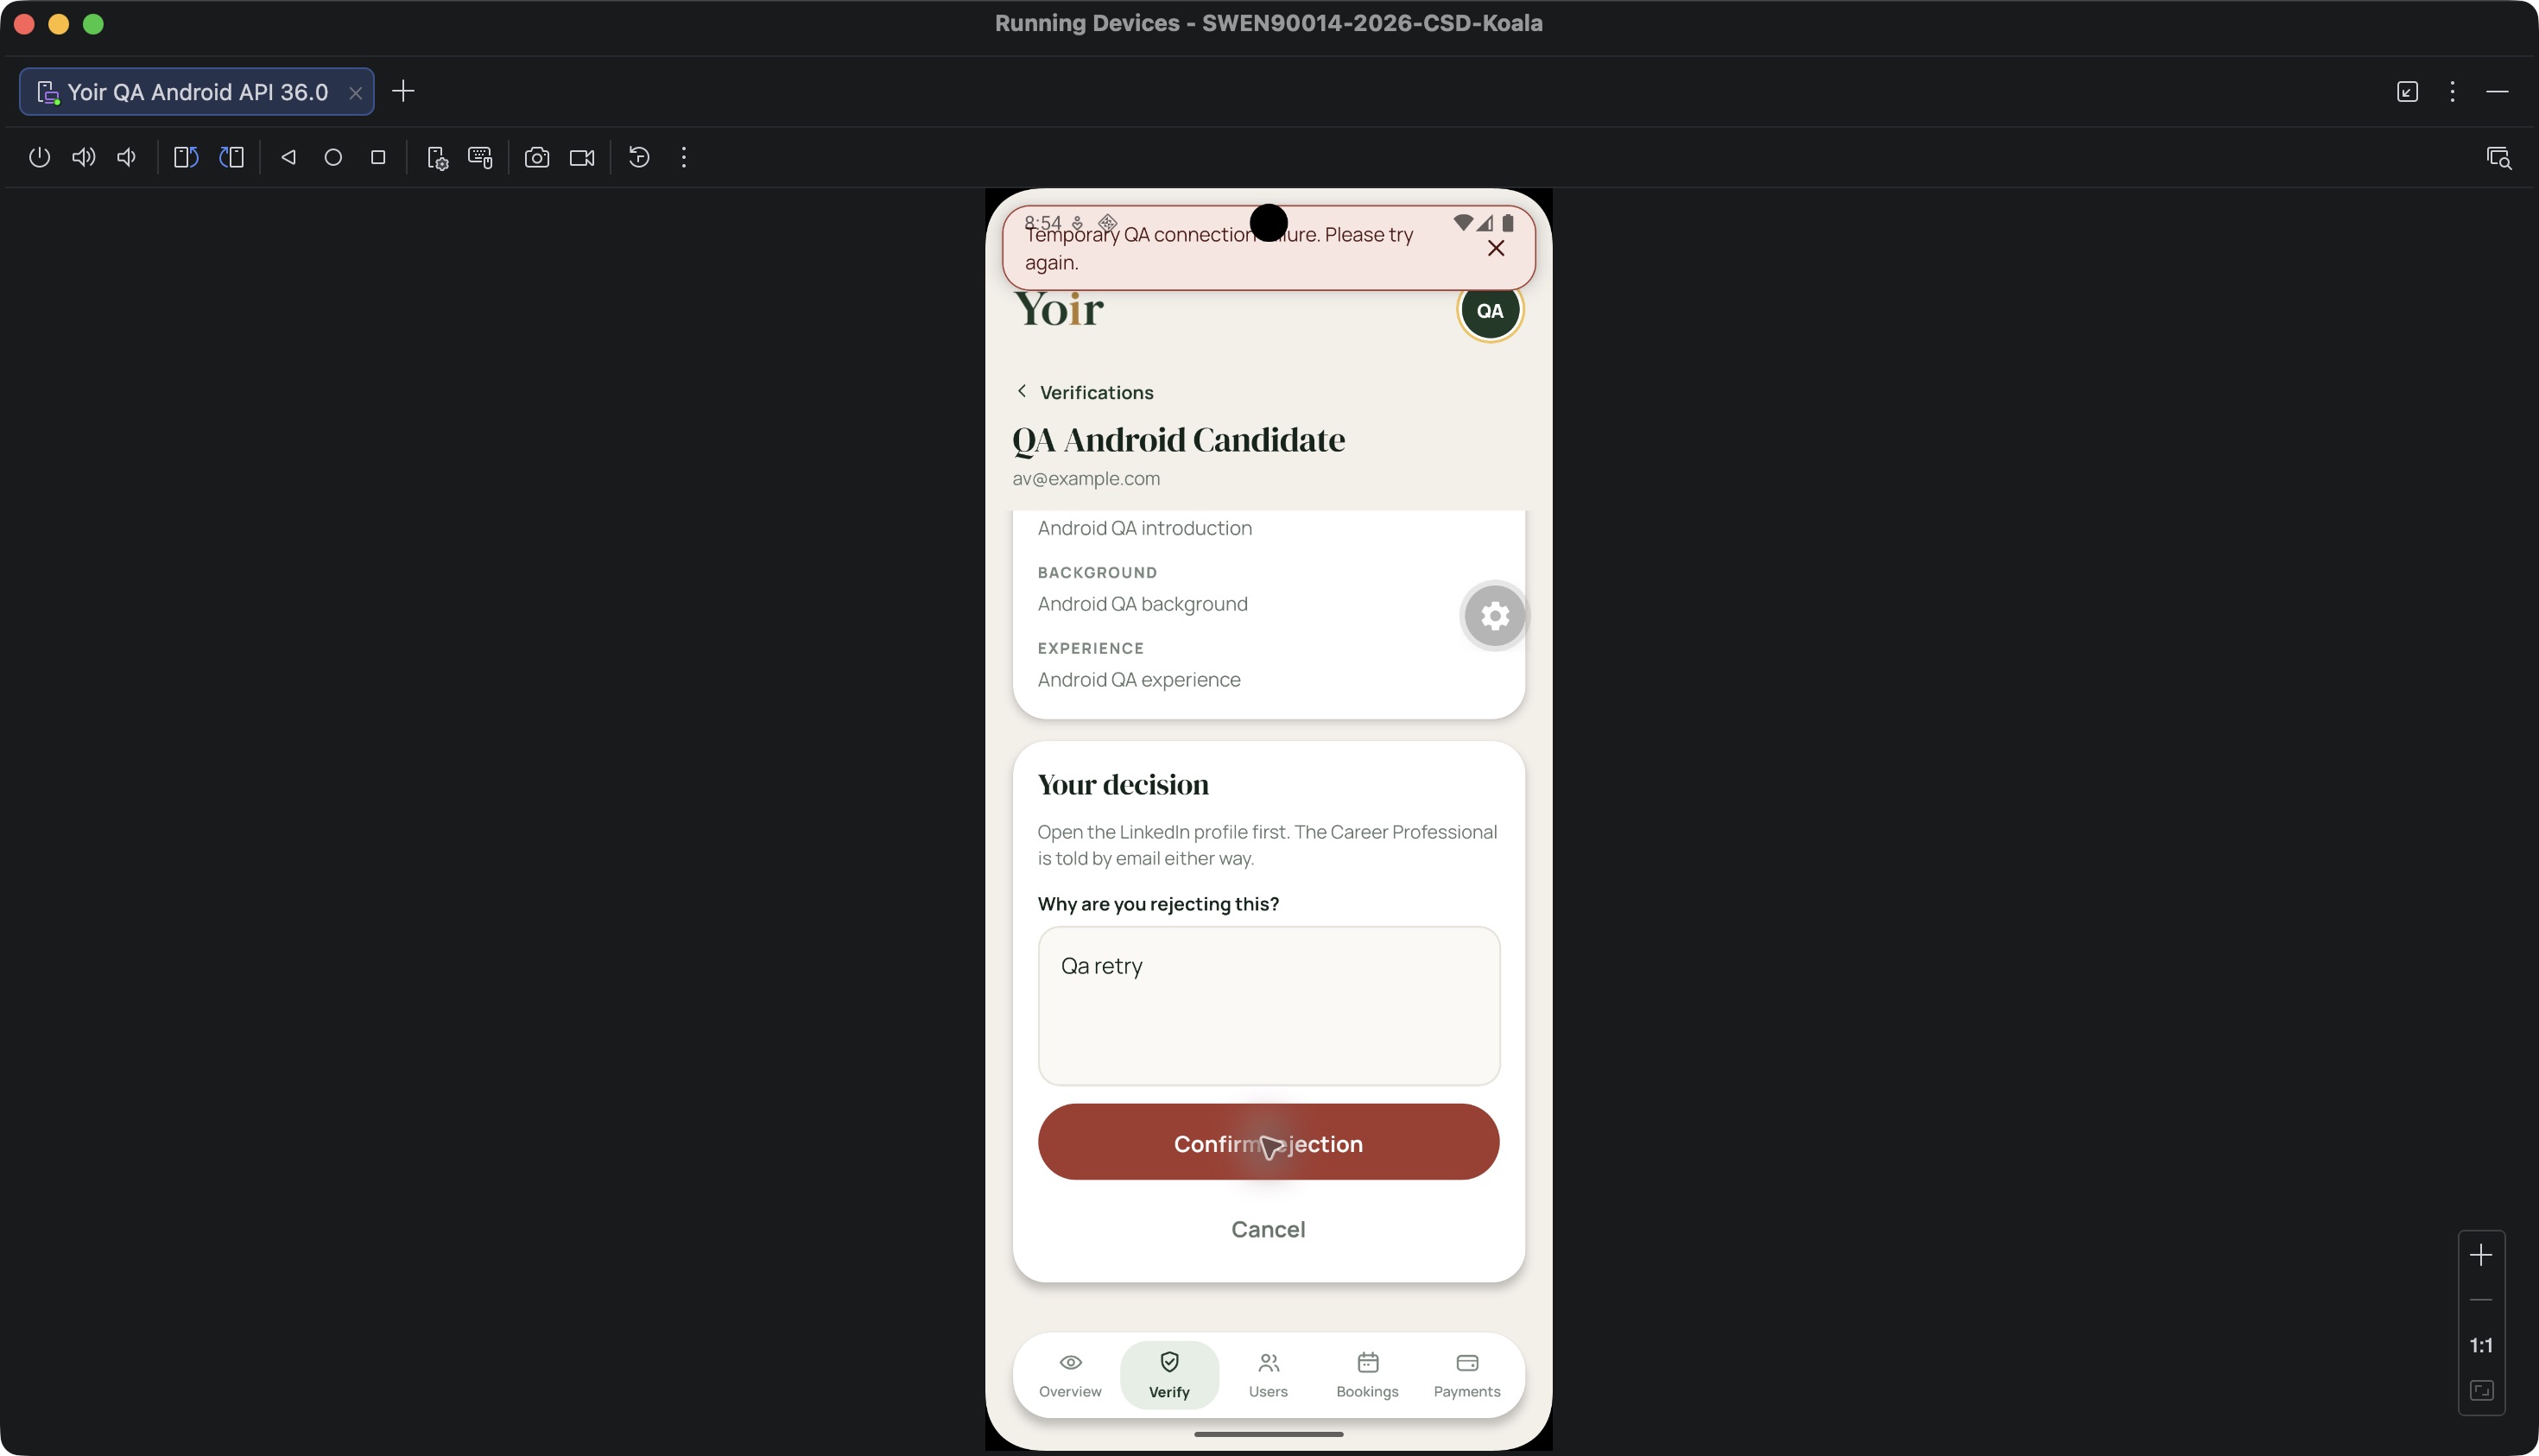 Running Devices - SWEN90014-2026-CSD-Koala
Yoir QA Android API 36.0
8:54
Temporary QA connection failure. Please try
again.
Yoir
QA
Verifications
QA Android Candidate
av@example.com
Android QA introduction
BACKGROUND
Android QA background
EXPERIENCE
Android QA experience
Your decision
Open the LinkedIn profile first. The Career Professional
is told by email either way.
Why are you rejecting this?
Qa retry
Confirm rejection
Cancel
Overview
Verify
Users
Bookings
Payments
1:1